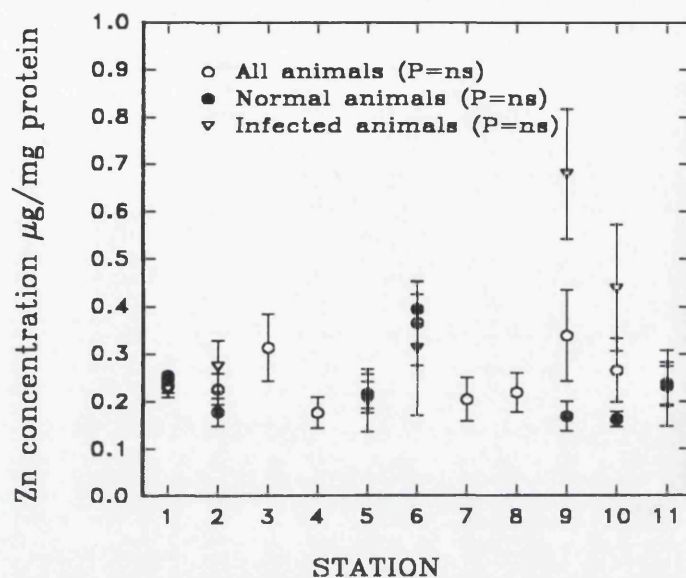 Zn concentration µg/mg protein
1.0
0.9
0.8
0.7
0.6
0.5
0.4
0.3
0.2
0.1
0.0
All animals (P=ns)
Normal animals (P=ns)
Infected animals (P=ns)
1 2 3 4 5 6 7 8 9 10 11
STATION